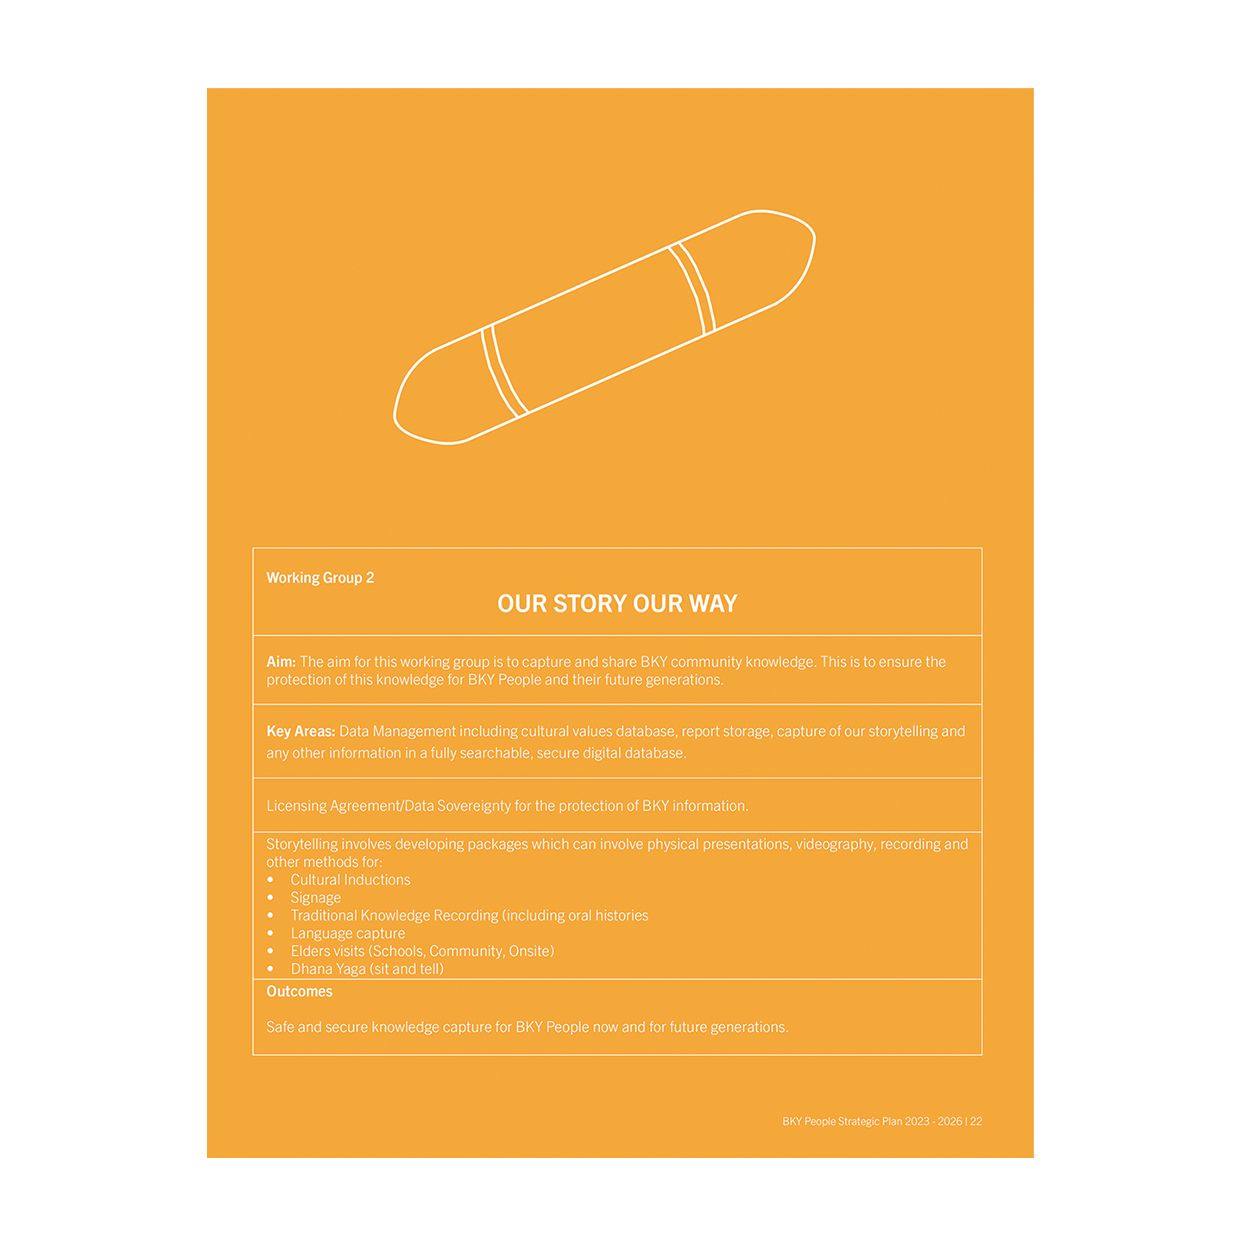 Working Group 2
OUR STORY OUR WAY
Aim: The aim for this working group is to capture and share BKY community knowledge. This is to ensure the
protection of this knowledge for BKY People and their future generations.
Key Areas: Data Management including cultural values database, report storage, capture of our storytelling and
any other information in a fully searchable, secure digital database.
Licensing Agreement/Data Sovereignty for the protection of BKY information.
Storytelling involves developing packages which can involve physical presentations, videography, recording and
other methods for:
• Cultural Inductions
• Signage
• Traditional Knowledge Recording (including oral histories
• Language capture
• Elders visits (Schools, Community, Onsite)
• Dhana Yaga (sit and tell)
Outcomes
Safe and secure knowledge capture for BKY People now and for future generations.
BKY People Strategic Plan 2023 - 2026 | 22